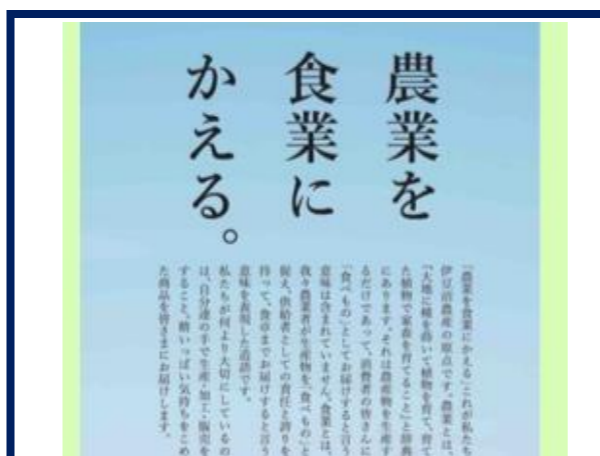 農業を
食業に
かえる。
「農業を食業にかえる」これが私たち
伊豆沼農産の原点です。農業とは、
「大地に種を蒔いて植物を育て、育て
た植物で家畜を育てること」と辞典
にあります。それは農産物を生産す
るだけであって、消費者の皆さんに
「食べもの」としてお届けすると言う
意味は含まれていません。食業とは、
我々農業者が生産物を、「食べもの」と
捉え、供給者としての責任と誇りを
持って、食卓までお届けすると言う
意味を表現した造語です。
私たちが何より大切にしているの
は、自分達の手で生産・加工・販売を
すること。精いっぱい気持ちをこめ
た商品を皆さまにお届けします。